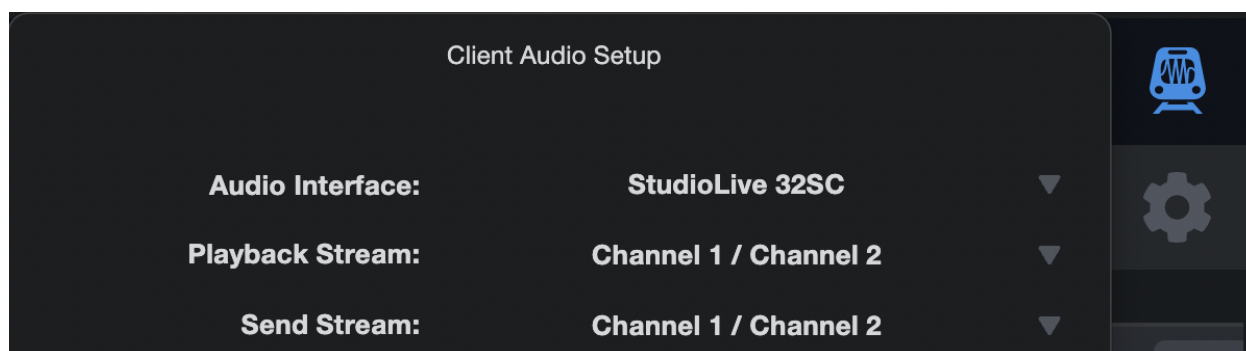 Client Audio Setup
Audio Interface: StudioLive 32SC
Playback Stream: Channel 1 / Channel 2
Send Stream: Channel 1 / Channel 2